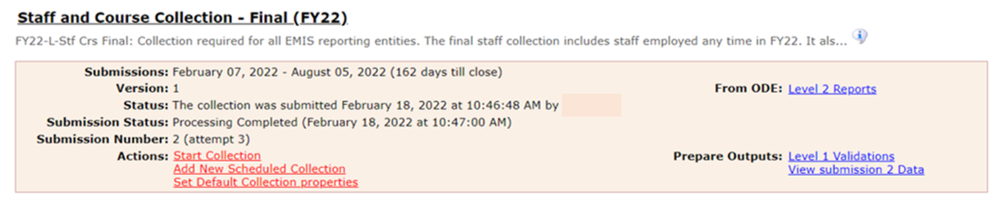 Staff and Course Collection - Final (FY22)
FY22-L-Stf Crs Final: Collection required for all EMIS reporting entities. The final staff collection includes staff employed any time in FY22. It als...
Submissions: February 07, 2022 - August 05, 2022 (162 days till close)
Version: 1
From ODE: Level 2 Reports
Status: The collection was submitted February 18, 2022 at 10:46:48 AM by
Submission Status: Processing Completed (February 18, 2022 at 10:47:00 AM)
Submission Number: 2 (attempt 3)
Actions: Start Collection
Add New Scheduled Collection
Set Default Collection properties
Prepare Outputs: Level 1 Validations
View submission 2 Data